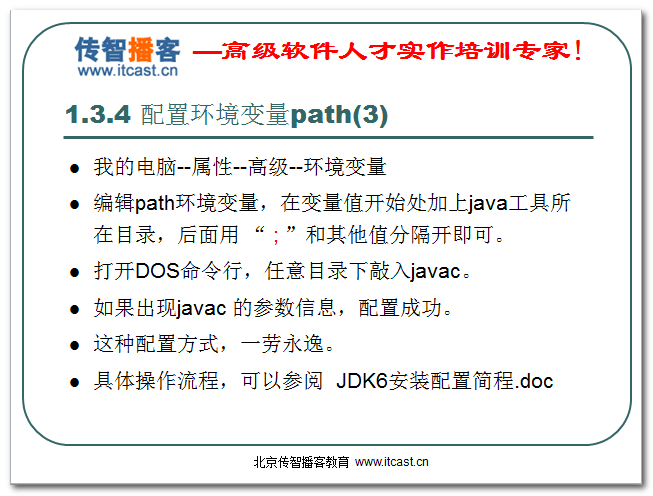 传智播客 —高级软件人才实作培训专家!
www.itcast.cn
1.3.4 配置环境变量path(3)
● 我的电脑--属性--高级--环境变量
● 编辑path环境变量，在变量值开始处加上java工具所
在目录，后面用 “ ; ”和其他值分隔开即可。
● 打开DOS命令行，任意目录下敲入javac。
● 如果出现javac 的参数信息，配置成功。
● 这种配置方式，一劳永逸。
● 具体操作流程，可以参阅 JDK6安装配置简程.doc
北京传智播客教育 www.itcast.cn